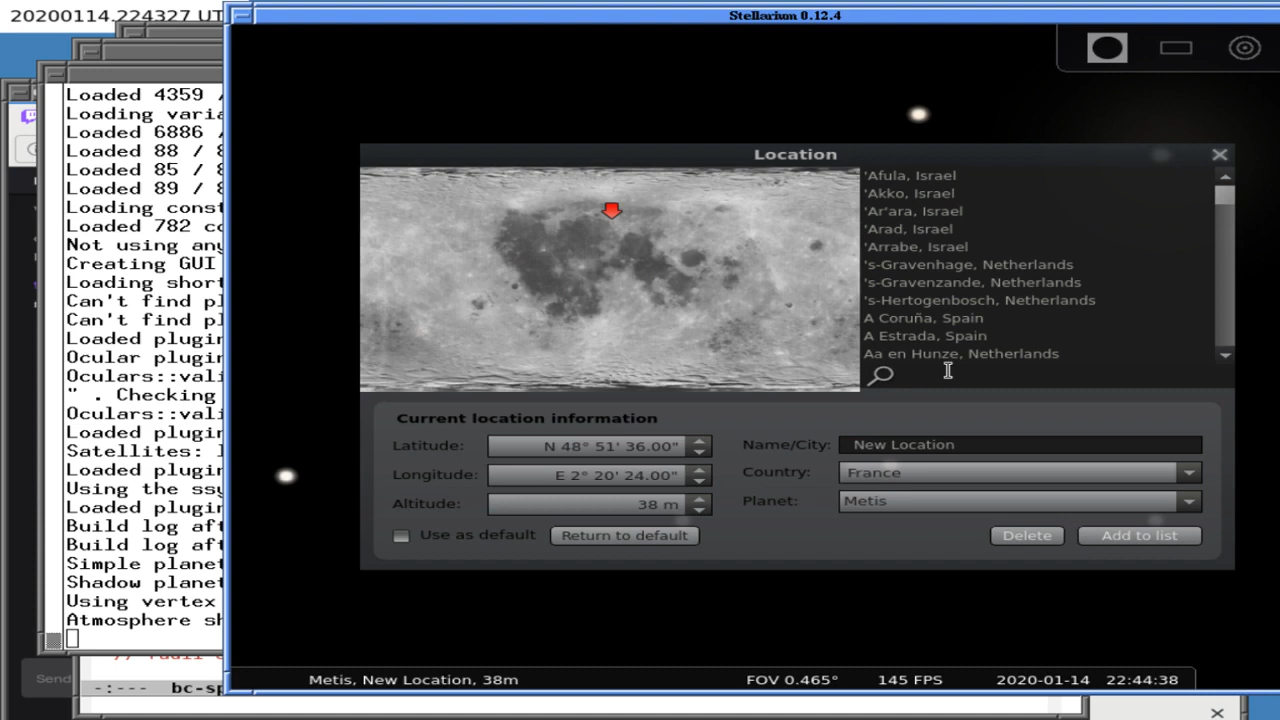 20200114.224327 UT
Stellarium 0.12.4
Loaded 4359 /
Loading varia
Loaded 6886 /
Loaded 88 / 8
Loaded 85 / 8
Loaded 89 / 8
Loading const
Loaded 782 co
Not using any
Creating GUI
Loading short
Can't find pl
Can't find pl
Loaded plugin
Ocular plugin
Oculars::vali
" . Checking
Oculars::vali
Loaded plugin
Satellites: I
Loaded plugin
Using the ssy
Loaded plugin
Build log aft
Build log aft
Simple planet
Shadow planet
Using vertex
Atmosphere sh
Send
-:--- bc-sp
Location
'Afula, Israel
'Akko, Israel
'Ar'ara, Israel
'Arad, Israel
'Arrabe, Israel
's-Gravenhage, Netherlands
's-Gravenzande, Netherlands
's-Hertogenbosch, Netherlands
A Coruña, Spain
A Estrada, Spain
Aa en Hunze, Netherlands
Current location information
Latitude: N 48° 51' 36.00"
Longitude: E 2° 20' 24.00"
Altitude: 38 m
Name/City: New Location
Country: France
Planet: Metis
Use as default
Return to default
Delete
Add to list
Metis, New Location, 38m
FOV 0.465°
145 FPS
2020-01-14
22:44:38